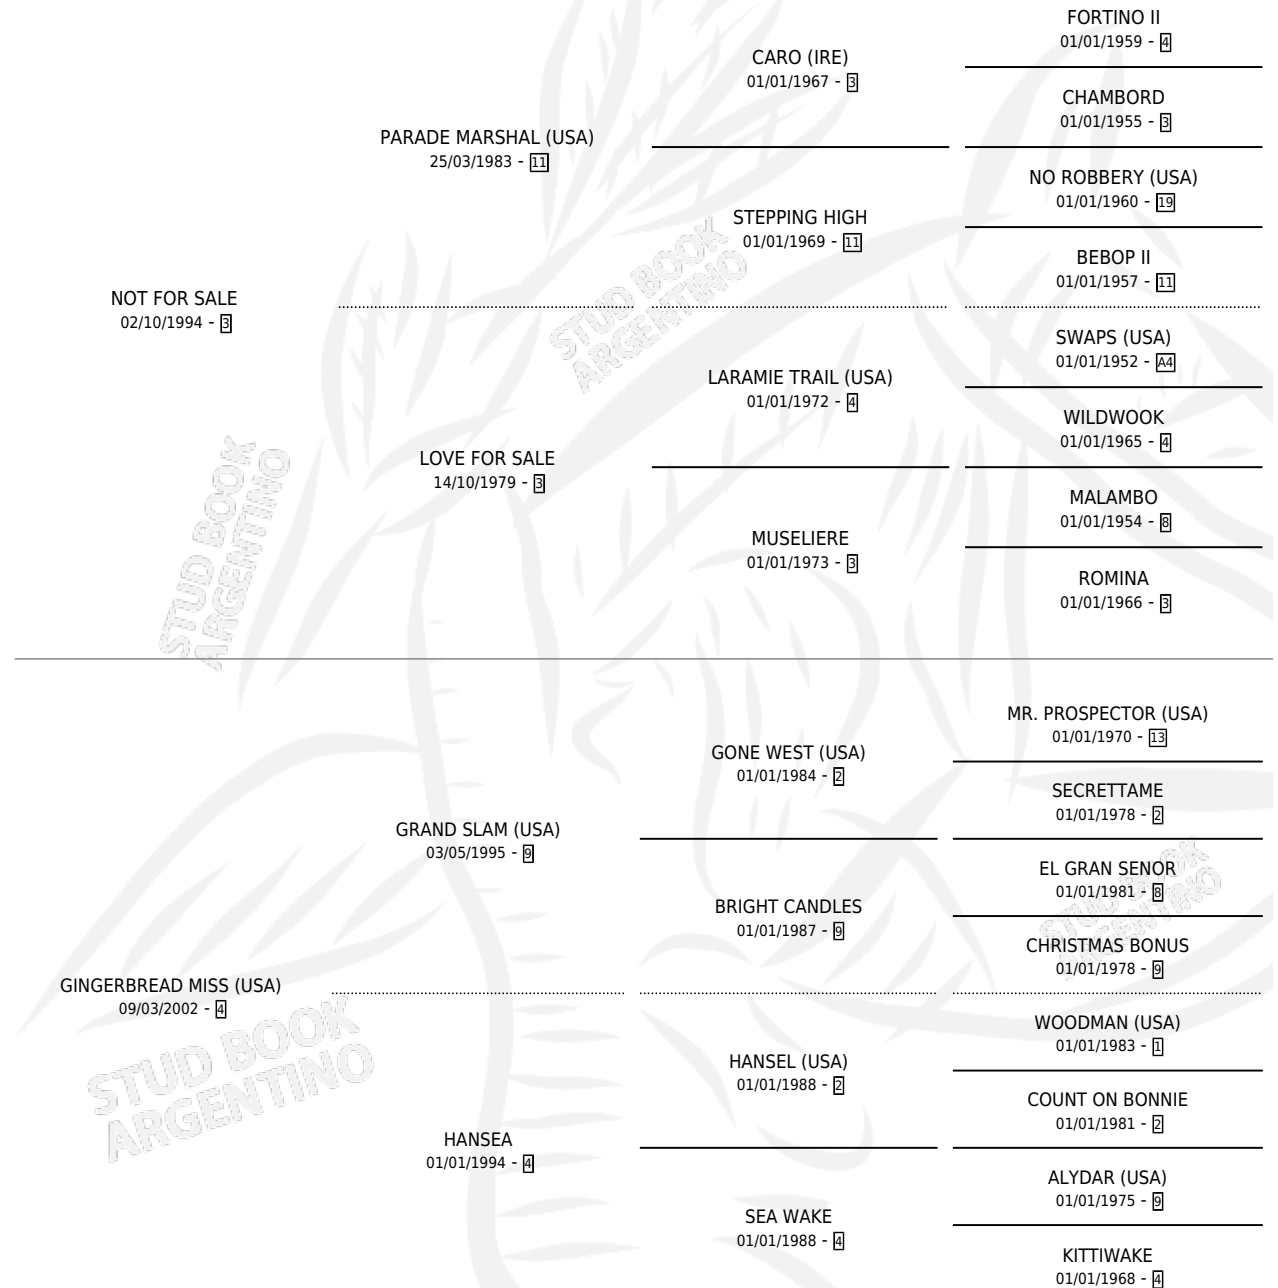 FORTINO II
01/01/1959 - 4
CARO (IRE)
01/01/1967 - 3
CHAMBORD
01/01/1955 - 3
PARADE MARSHAL (USA)
25/03/1983 - 11
NO ROBBERY (USA)
01/01/1960 - 19
STEPPING HIGH
01/01/1969 - 11
BEBOP II
01/01/1957 - 11
NOT FOR SALE
02/10/1994 - 3
SWAPS (USA)
01/01/1952 - A4
LARAMIE TRAIL (USA)
01/01/1972 - 4
WILDWOOK
01/01/1965 - 4
LOVE FOR SALE
14/10/1979 - 3
MALAMBO
01/01/1954 - 8
MUSELIERE
01/01/1973 - 3
ROMINA
01/01/1966 - 3
STUD BOOK
ARGENTINO
STUD BOOK
ARGENTINO
MR. PROSPECTOR (USA)
01/01/1970 - 13
GONE WEST (USA)
01/01/1984 - 2
SECRETTAME
01/01/1978 - 2
GRAND SLAM (USA)
03/05/1995 - 9
EL GRAN SENOR
01/01/1981 - 8
BRIGHT CANDLES
01/01/1987 - 9
CHRISTMAS BONUS
01/01/1978 - 9
STUD BOOK
ARGENTINO
GINGERBREAD MISS (USA)
09/03/2002 - 4
WOODMAN (USA)
01/01/1983 - 1
HANSEL (USA)
01/01/1988 - 2
COUNT ON BONNIE
01/01/1981 - 2
STUD BOOK
ARGENTINO
HANSEA
01/01/1994 - 4
ALYDAR (USA)
01/01/1975 - 9
SEA WAKE
01/01/1988 - 4
KITTIWAKE
01/01/1968 - 4